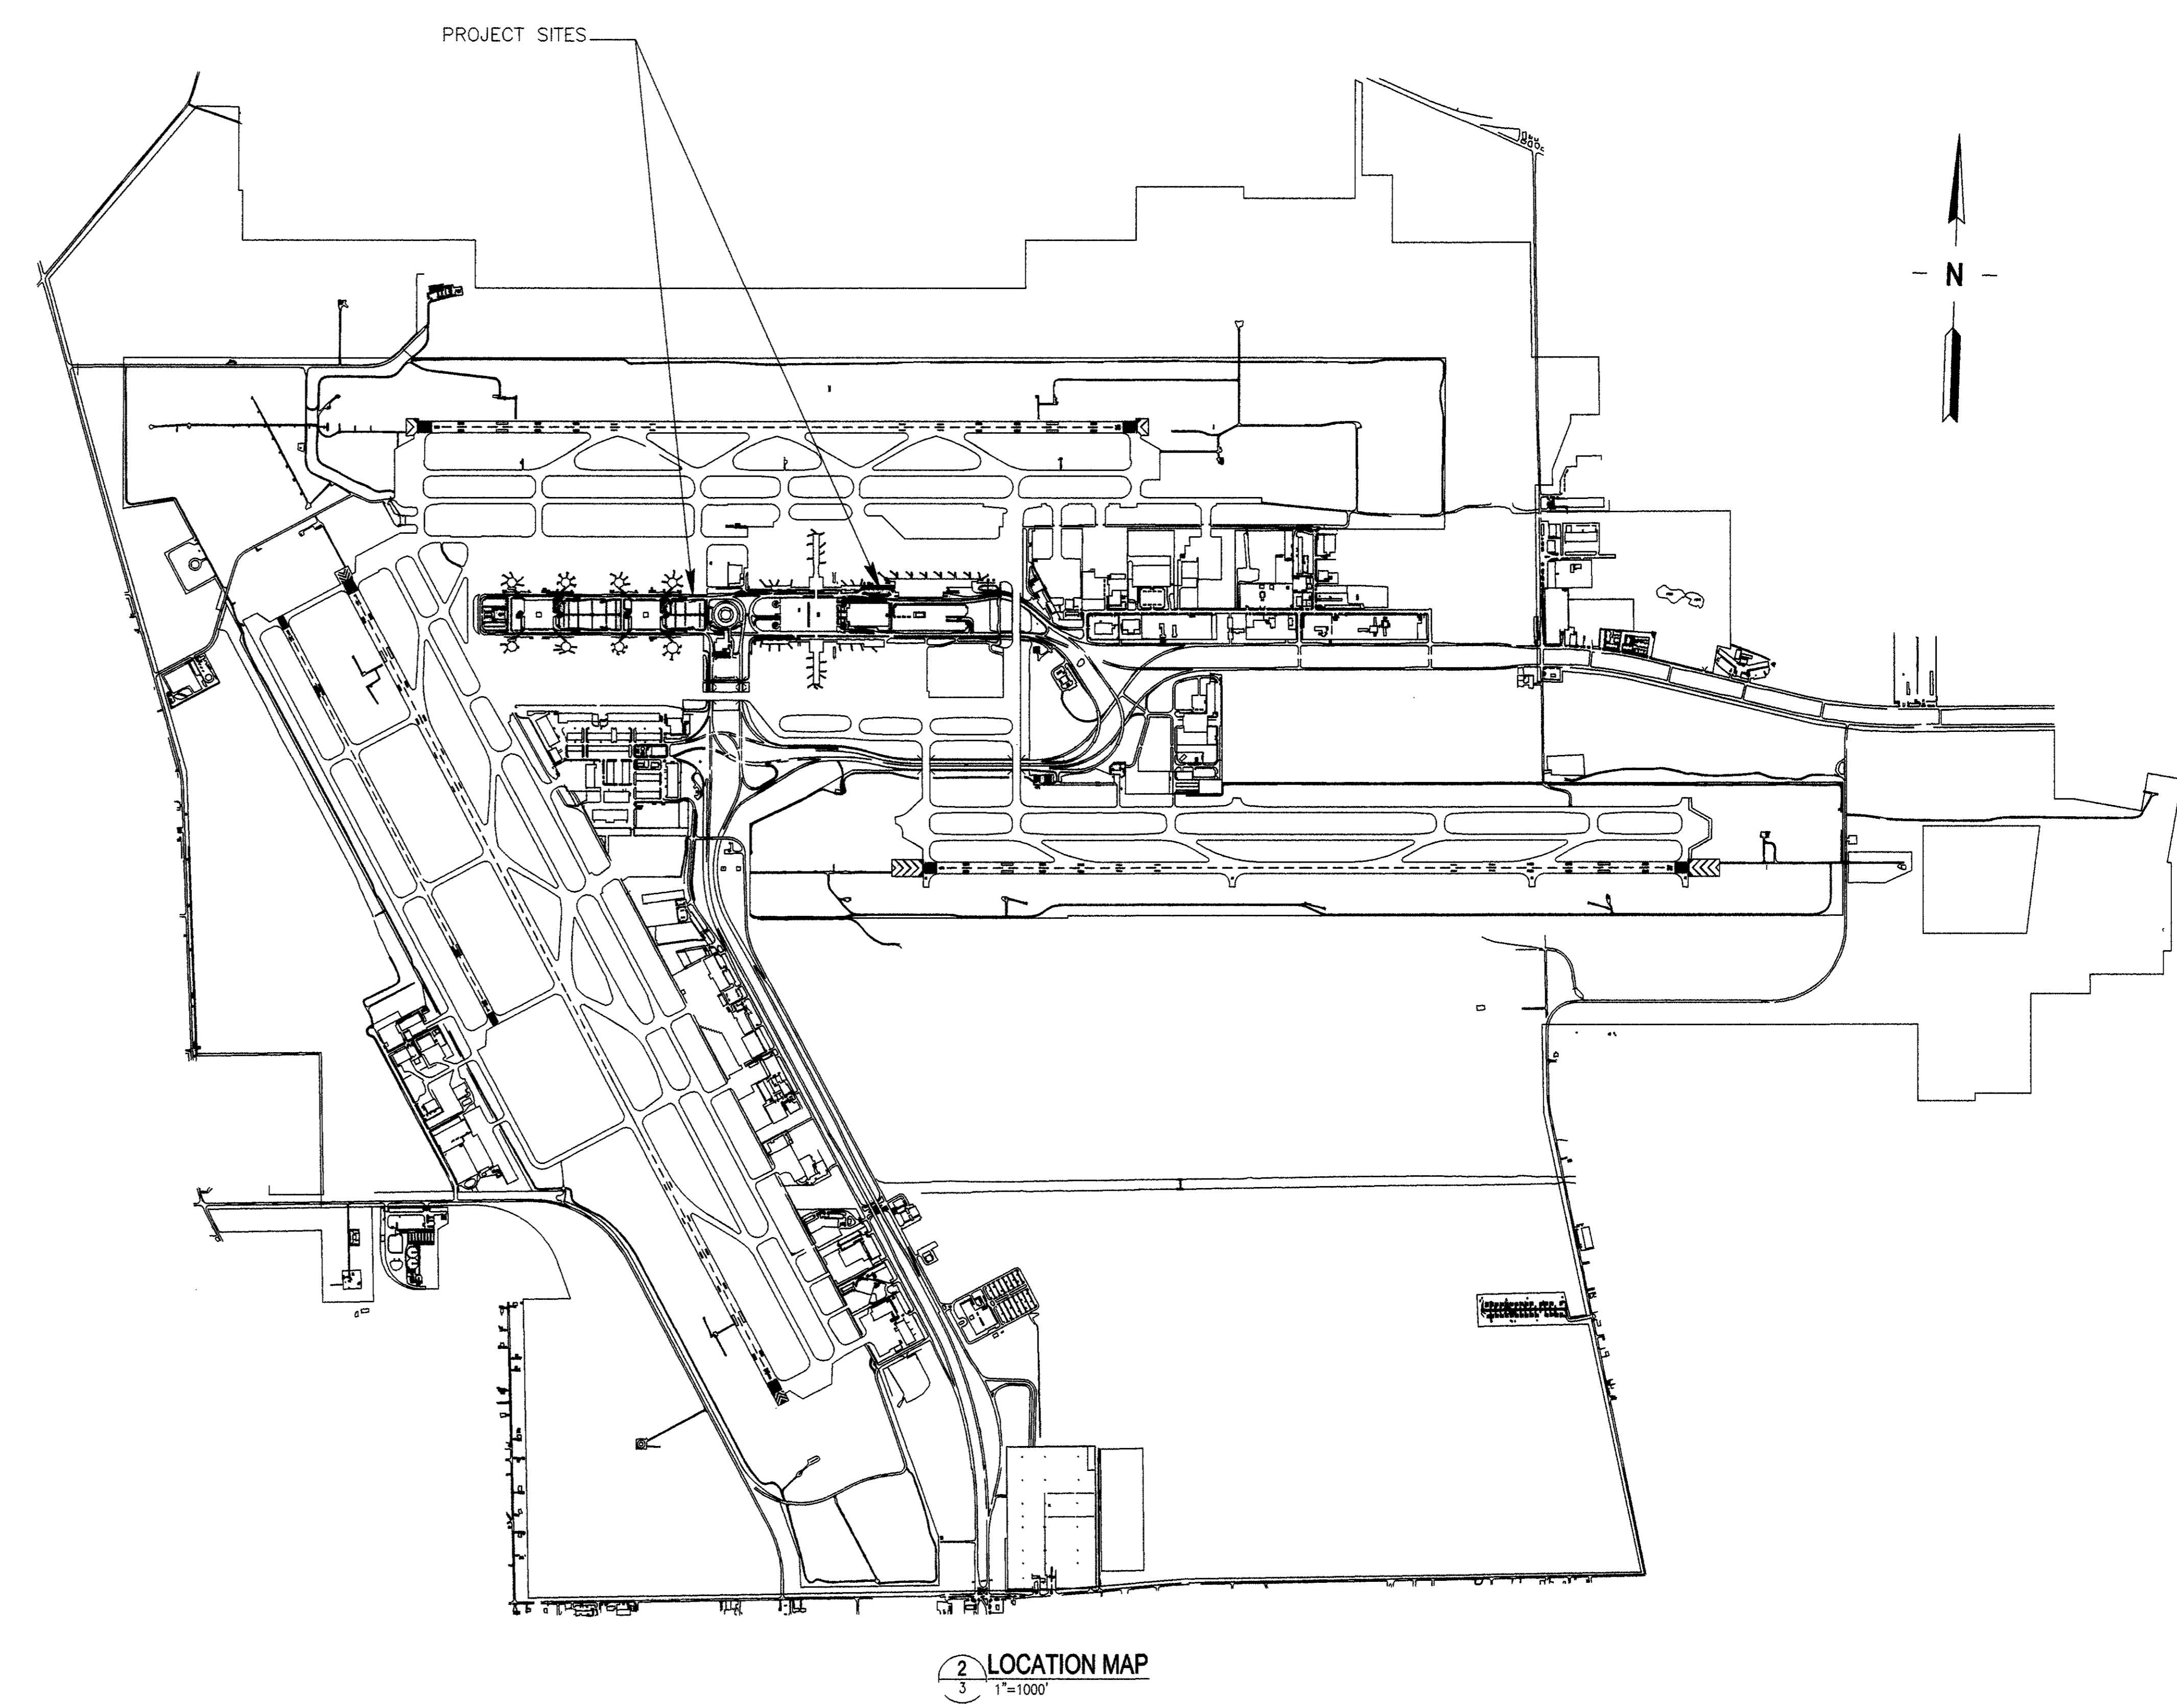 PROJECT SITES
N
2
LOCATION MAP
3
1"=1000'